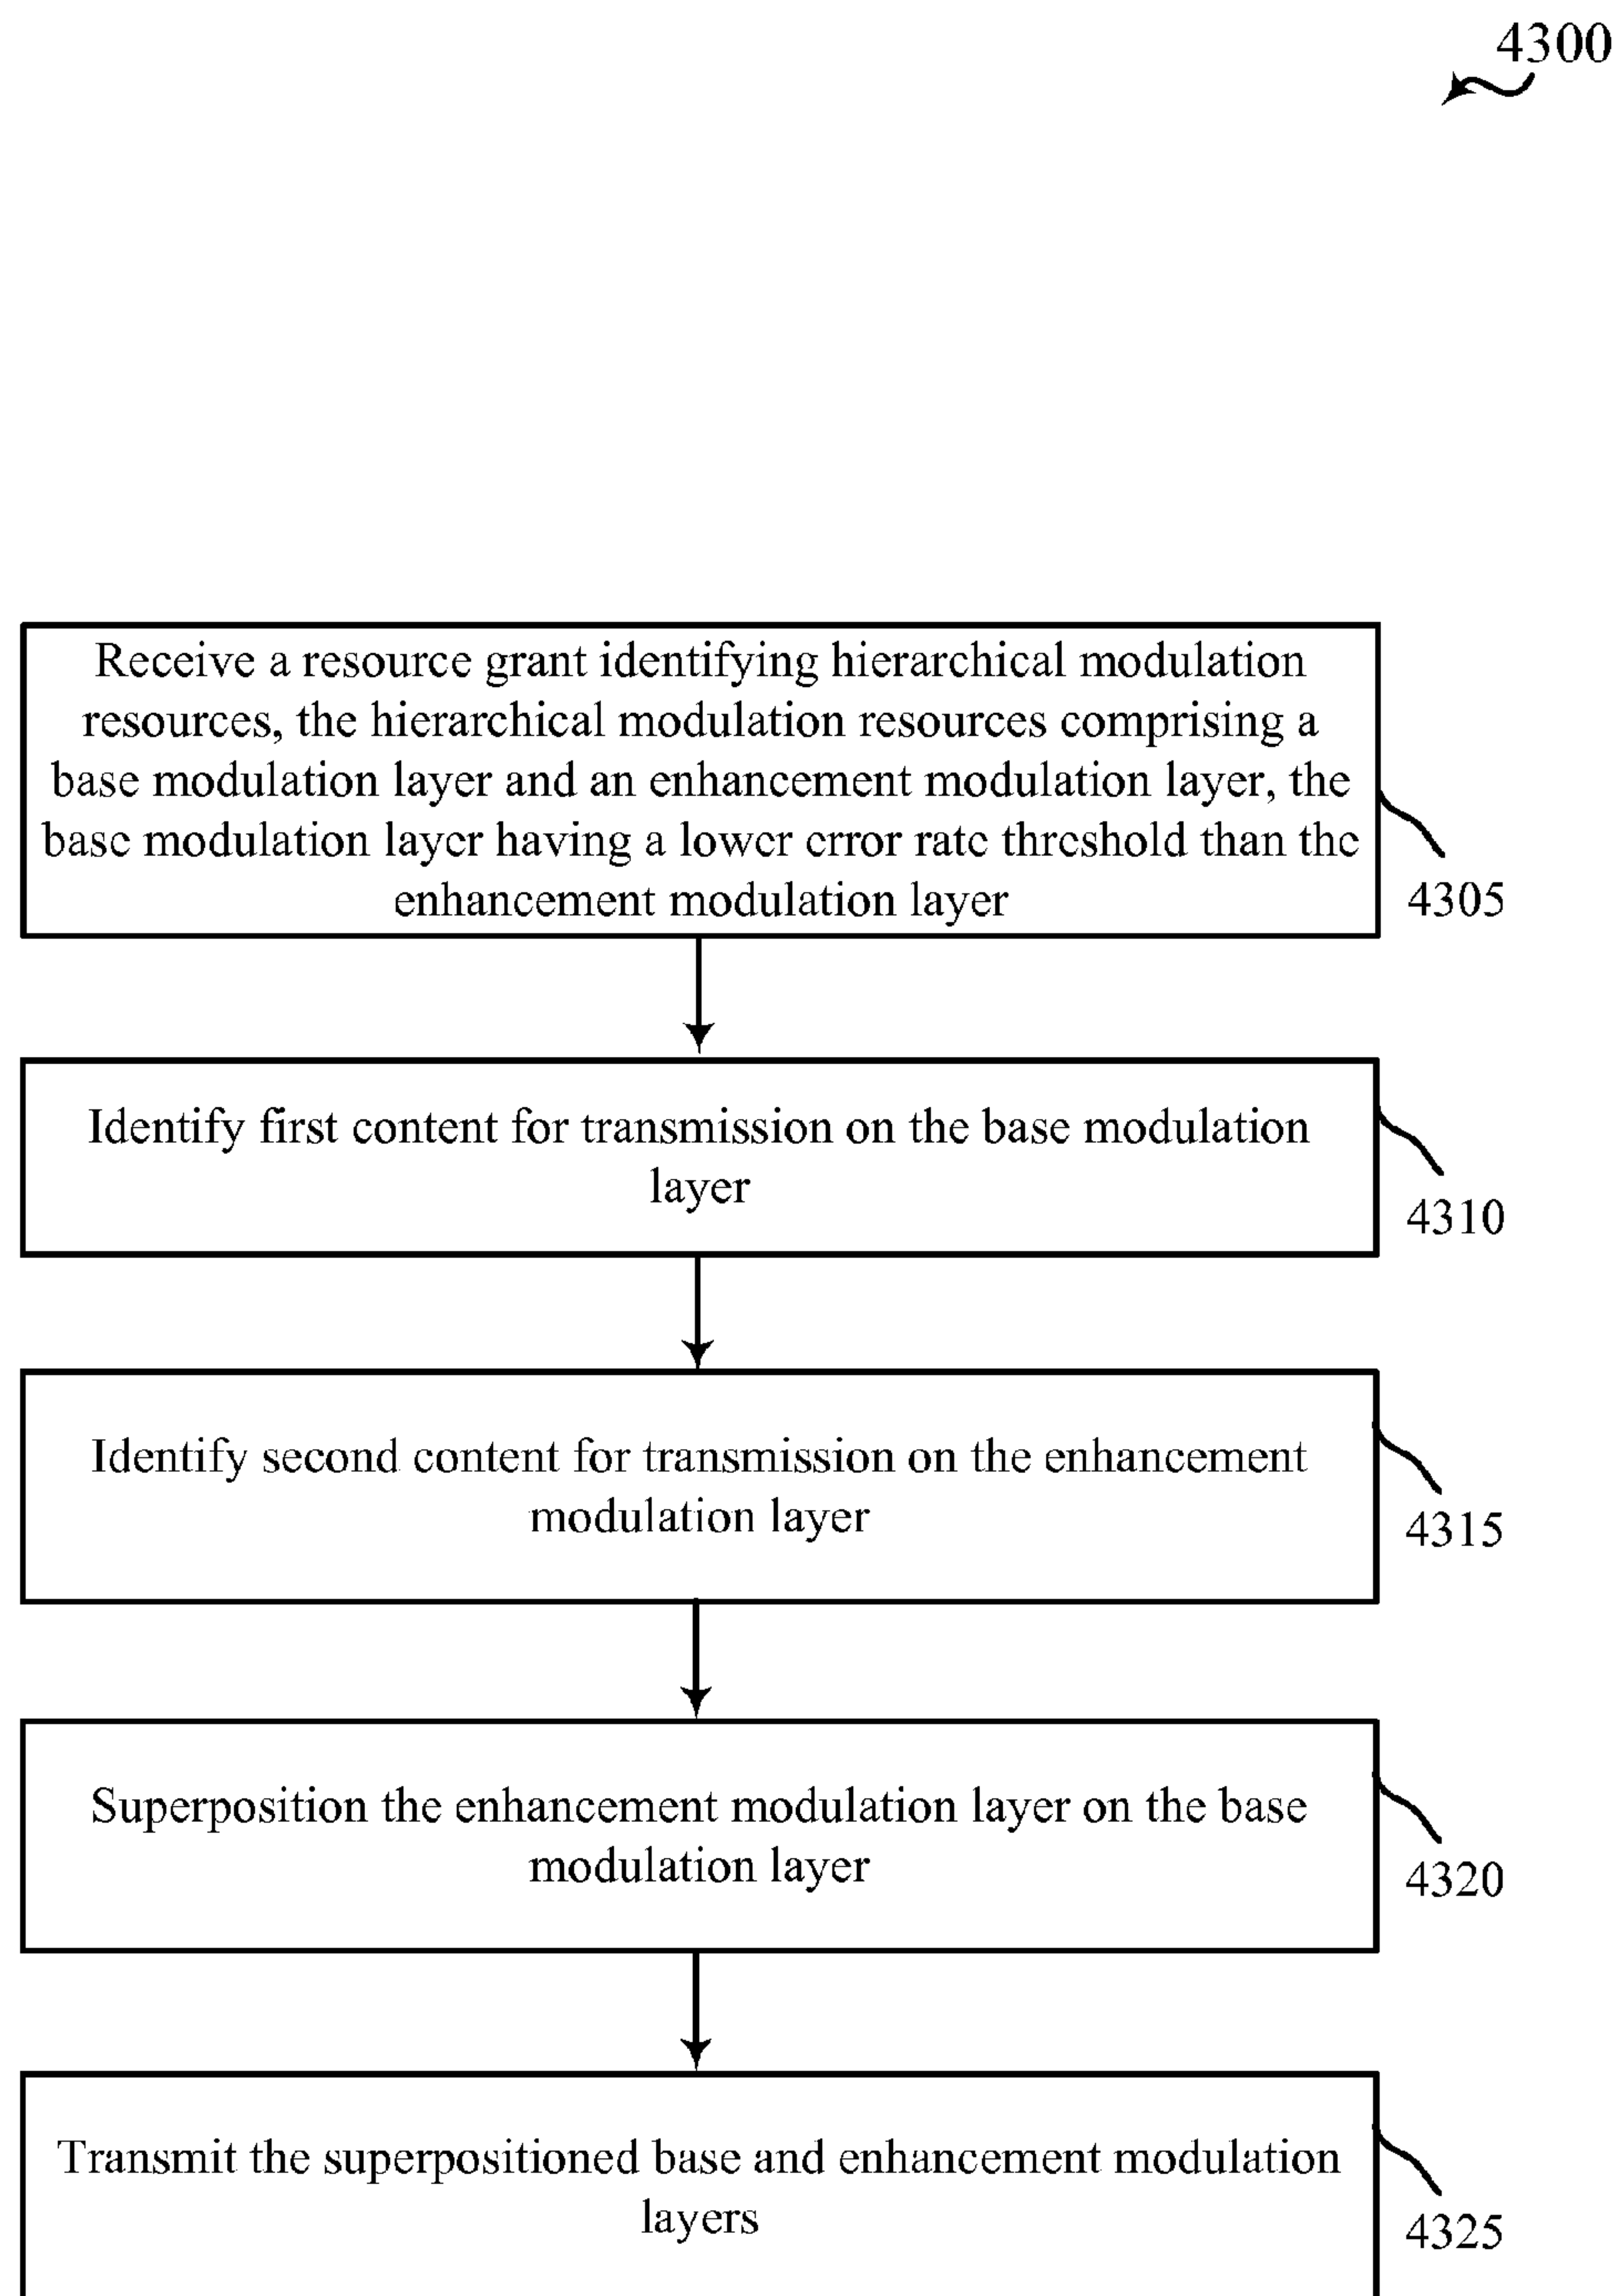 4300
Receive a resource grant identifying hierarchical modulation
resources, the hierarchical modulation resources comprising a
base modulation layer and an enhancement modulation layer, the
base modulation layer having a lower error rate threshold than the
enhancement modulation layer
4305
Identify first content for transmission on the base modulation
layer
4310
Identify second content for transmission on the enhancement
modulation layer
4315
Superposition the enhancement modulation layer on the base
modulation layer
4320
Transmit the superpositioned base and enhancement modulation
layers
4325